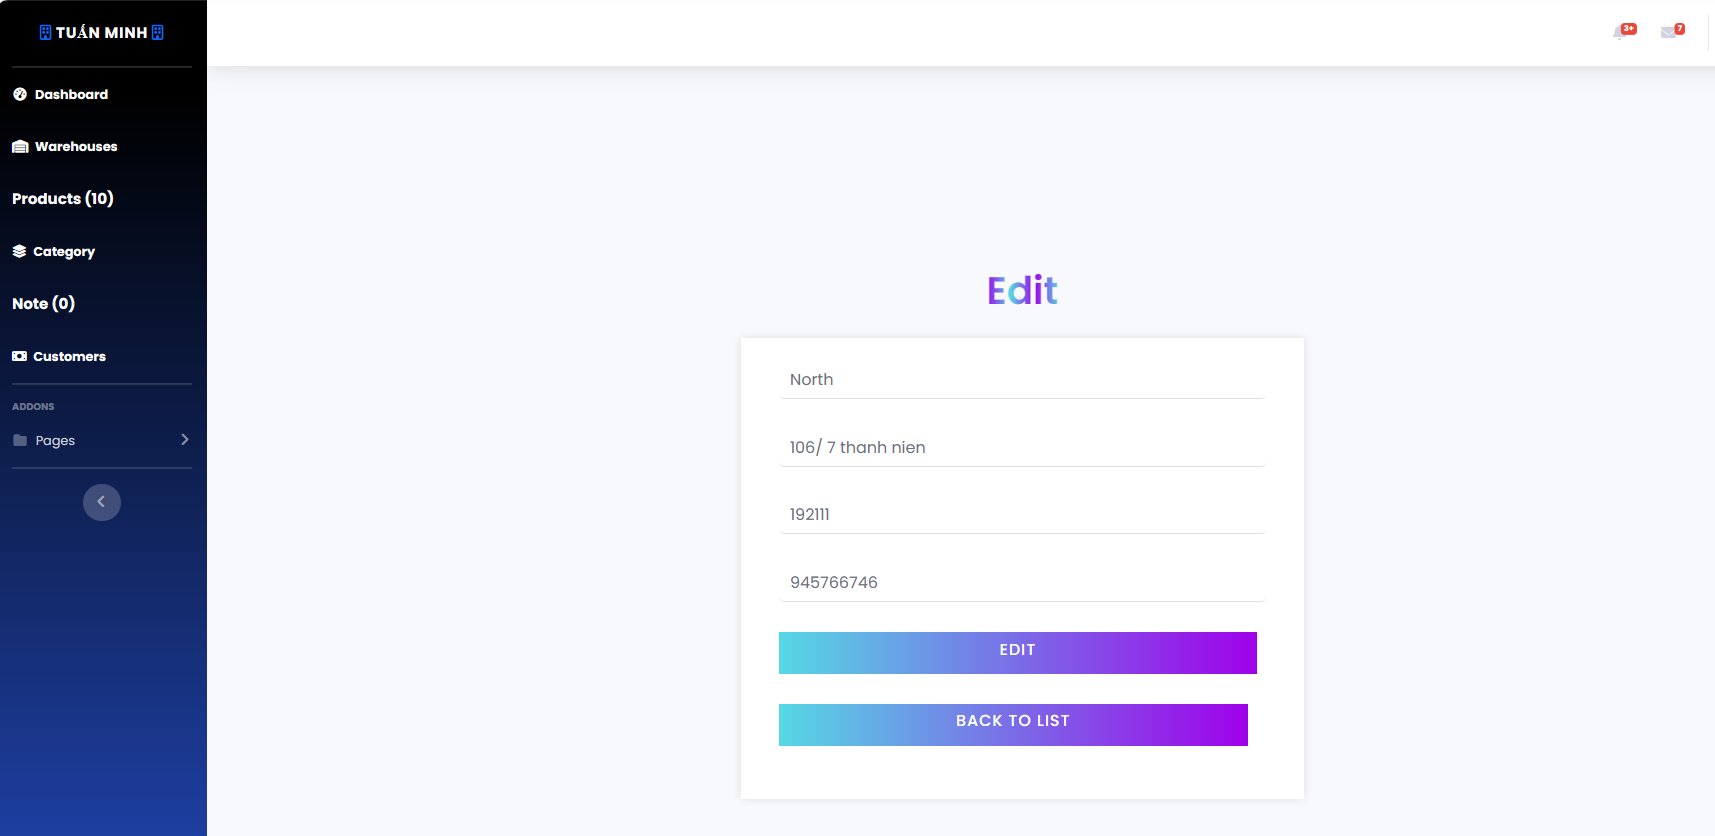 TUẤN MINH
3+
7
Dashboard
Warehouses
Products (10)
Category
Note (0)
Customers
ADDONS
Pages
Edit
North
106/ 7 thanh nien
192111
945766746
EDIT
BACK TO LIST